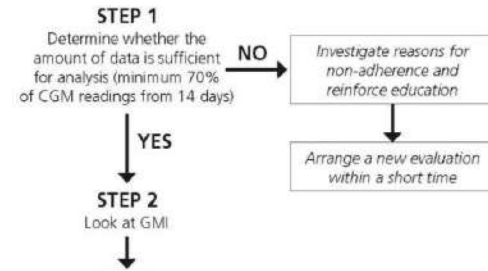 STEP 1
Determine whether the
amount of data is sufficient
for analysis (minimum 70%
of CGM readings from 14 days)
NO
Investigate reasons for
non-adherence and
reinforce education
Arrange a new evaluation
within a short time
YES
STEP 2
Look at GMI